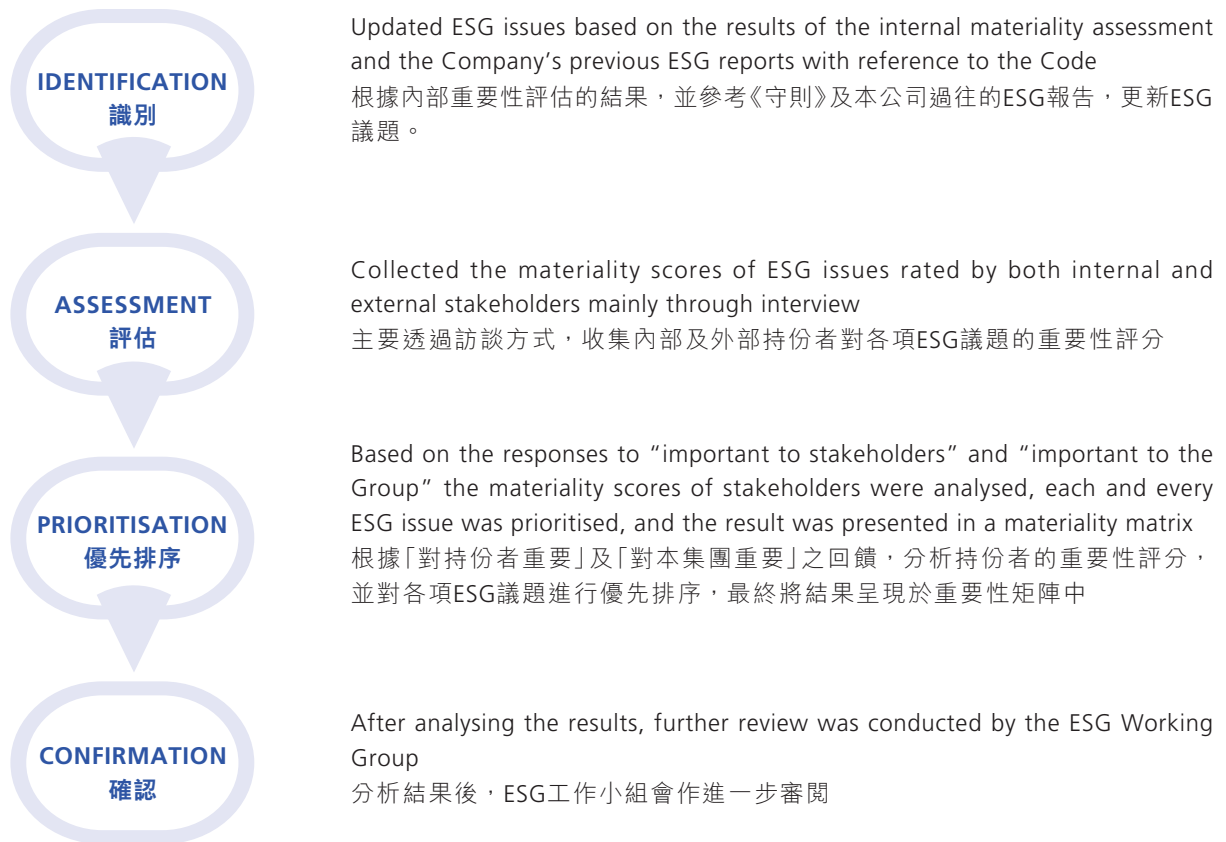 IDENTIFICATION
識別
Updated ESG issues based on the results of the internal materiality assessment
and the Company’s previous ESG reports with reference to the Code
根據內部重要性評估的結果，並參考《守則》及本公司過往的ESG報告，更新ESG
議題。
ASSESSMENT
評估
Collected the materiality scores of ESG issues rated by both internal and
external stakeholders mainly through interview
主要透過訪談方式，收集內部及外部持份者對各項ESG議題的重要性評分
PRIORITISATION
優先排序
Based on the responses to “important to stakeholders” and “important to the
Group” the materiality scores of stakeholders were analysed, each and every
ESG issue was prioritised, and the result was presented in a materiality matrix
根據「對持份者重要」及「對本集團重要」之回饋，分析持份者的重要性評分，
並對各項ESG議題進行優先排序，最終將結果呈現於重要性矩陣中
CONFIRMATION
確認
After analysing the results, further review was conducted by the ESG Working
Group
分析結果後，ESG工作小組會作進一步審閱